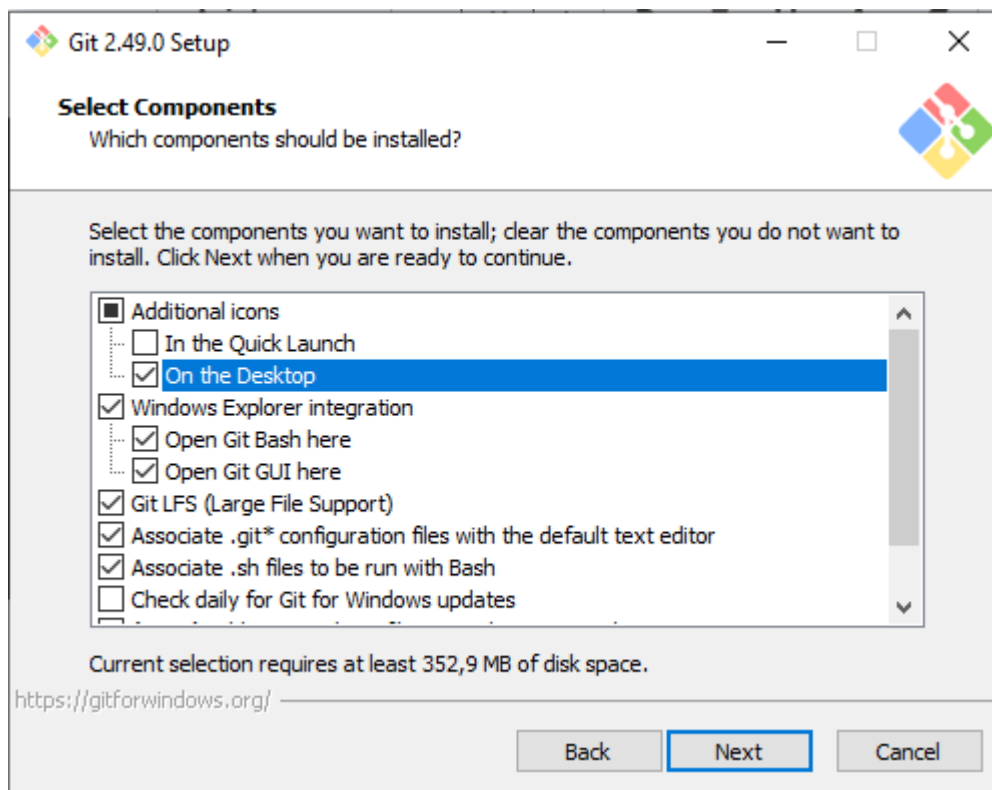 Git 2.49.0 Setup
Select Components
Which components should be installed?
Select the components you want to install; clear the components you do not want to
install. Click Next when you are ready to continue.
Additional icons
In the Quick Launch
On the Desktop
Windows Explorer integration
Open Git Bash here
Open Git GUI here
Git LFS (Large File Support)
Associate .git* configuration files with the default text editor
Associate .sh files to be run with Bash
Check daily for Git for Windows updates
Current selection requires at least 352,9 MB of disk space.
https://gitforwindows.org/
Back
Next
Cancel